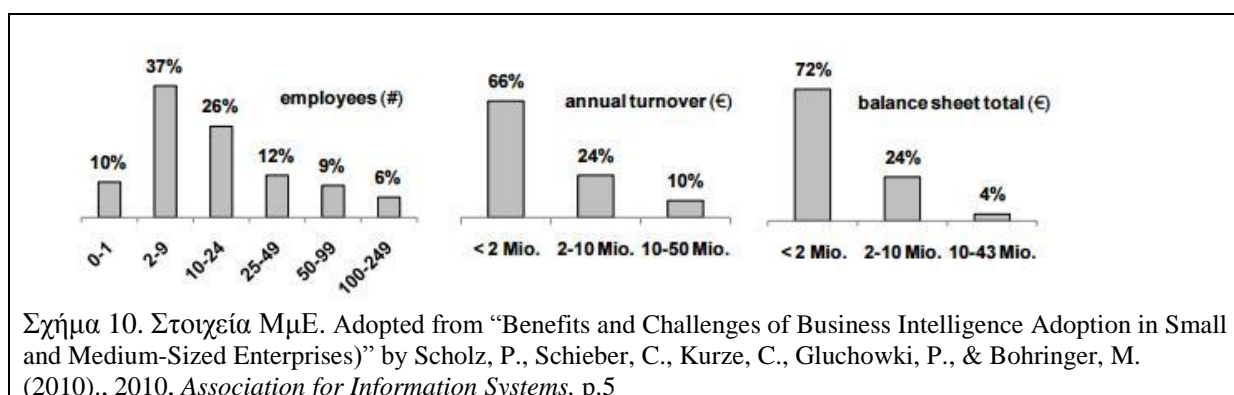 37%
26%
10%
12%
9%
6%
employees (#)
0-1
2-9
10-24
25-49
50-99
100-249
66%
24%
10%
annual turnover (€)
< 2 Mio.
2-10 Mio.
10-50 Mio.
72%
24%
4%
balance sheet total (€)
< 2 Mio.
2-10 Mio.
10-43 Mio.
Σχήμα 10. Στοιχεία ΜμΕ. Adopted from “Benefits and Challenges of Business Intelligence Adoption in Small
and Medium-Sized Enterprises)” by Scholz, P., Schieber, C., Kurze, C., Gluchowki, P., & Bohringer, M.
(2010)., 2010, Association for Information Systems. p.5